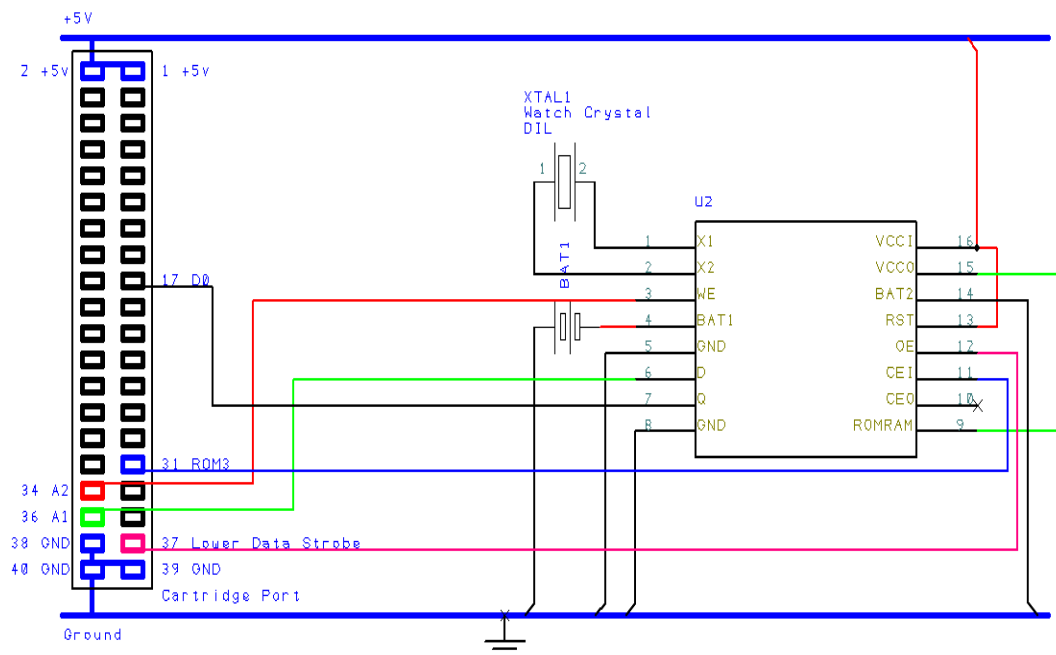 +5V
2 +5v
1 +5v
XTAL1
Watch Crystal
DIL
1
2
U2
BAT1
17 D0
1
X1
VCCI
16
2
X2
VCCO
15
3
WE
BAT2
14
4
BAT1
RST
13
5
GND
OE
12
6
D
CEI
11
7
Q
CEO
10
8
GND
ROMRAM
9
31 ROM3
34 A2
36 A1
38 GND
37 Lower Data Strobe
40 GND
39 GND
Cartridge Port
Ground